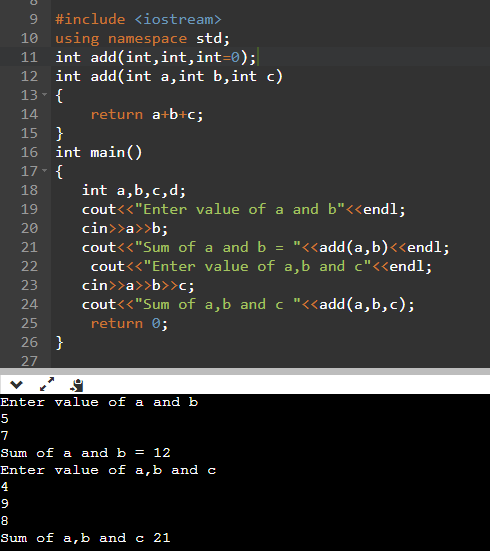 9 #include <iostream>
10 using namespace std;
11 int add(int,int,int=0);
12 int add(int a,int b,int c)
13 {
14 return a+b+c;
15 }
16 int main()
17 {
18 int a,b,c,d;
19 cout<<"Enter value of a and b"<<endl;
20 cin>>a>>b;
21 cout<<"Sum of a and b = "<<add(a,b)<<endl;
22 cout<<"Enter value of a,b and c"<<endl;
23 cin>>a>>b>>c;
24 cout<<"Sum of a,b and c "<<add(a,b,c);
25 return 0;
26 }
27
Enter value of a and b
5
7
Sum of a and b = 12
Enter value of a,b and c
4
9
8
Sum of a,b and c 21